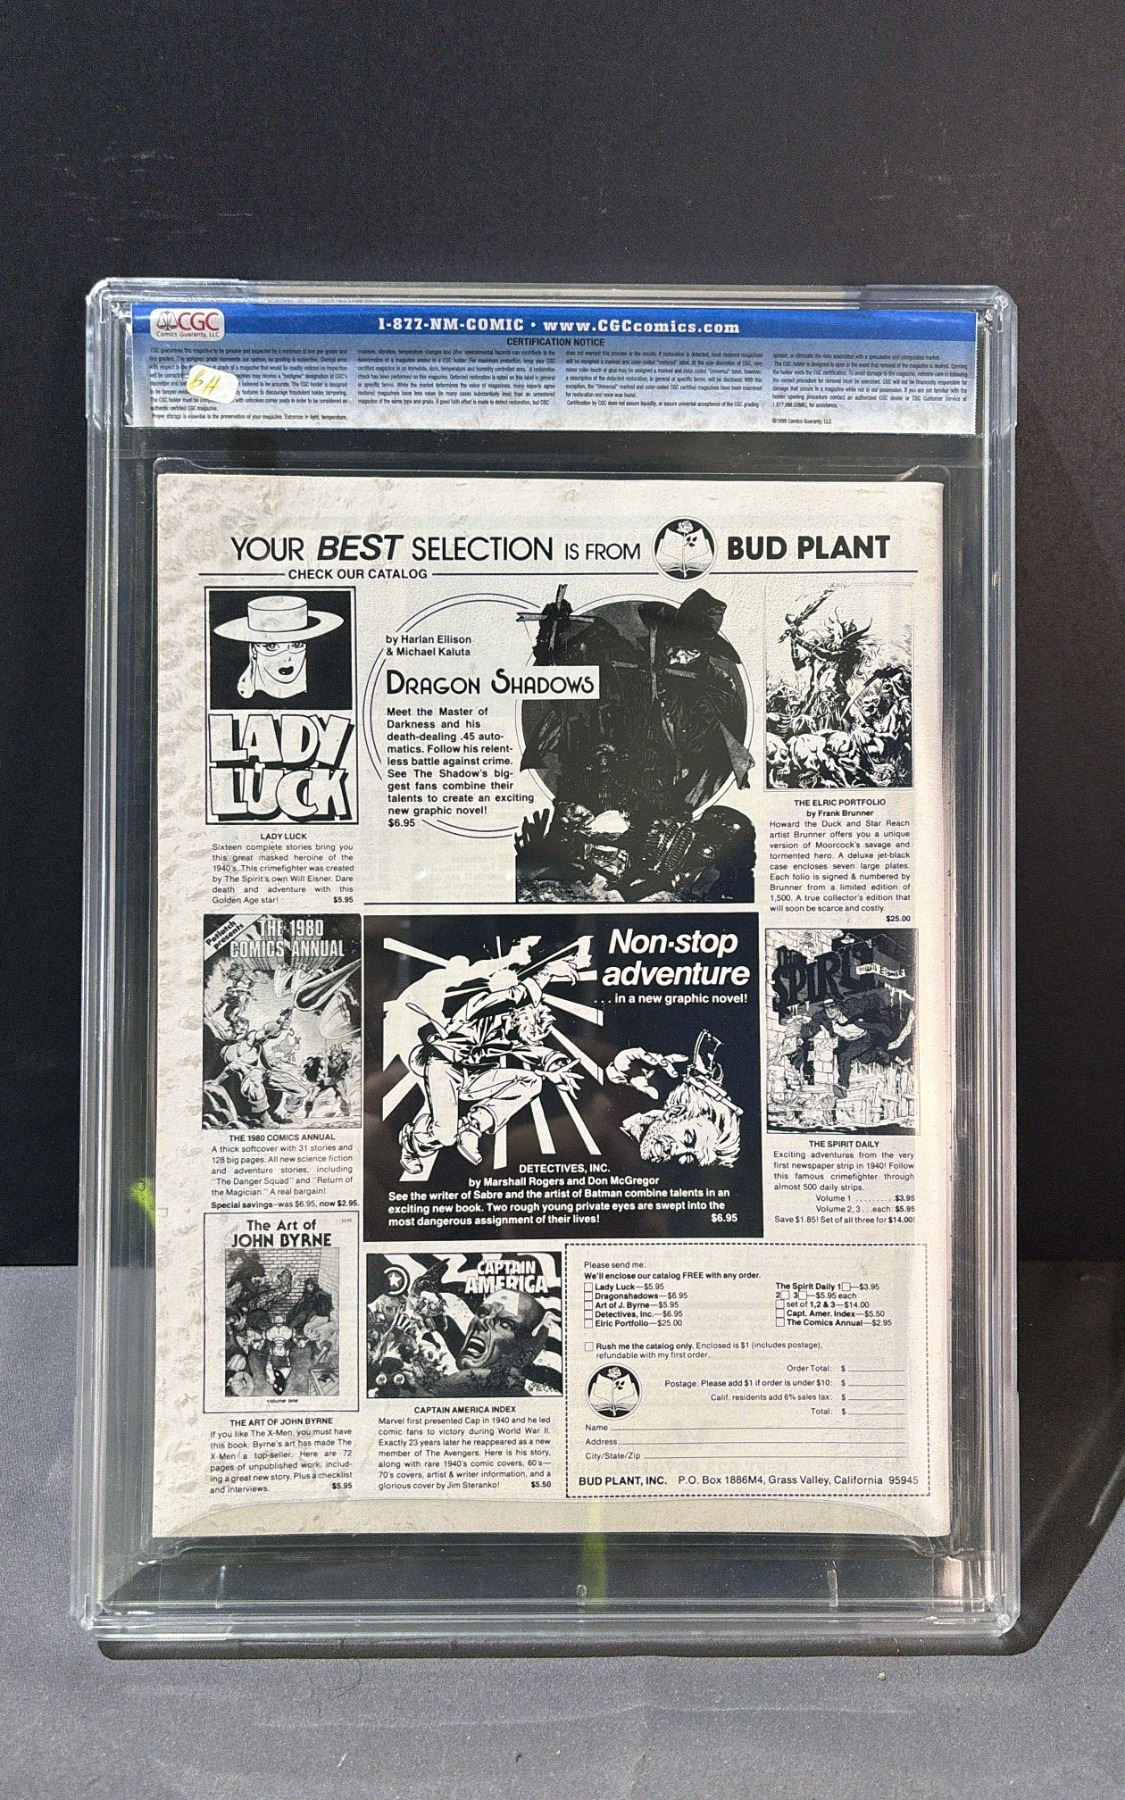 CGC
Comics Guaranty, LLC
1-877-NM-COMIC • www.CGCcomics.com
CERTIFICATION NOTICE
6A
©1999 Comics Guaranty, LLC
YOUR BEST SELECTION IS FROM BUD PLANT
CHECK OUR CATALOG
LADY
LUCK
LADY LUCK
Sixteen complete stories bring you
this great masked heroine of the
1940's. This crimefighter was created
by The Spirit's own Will Eisner. Dare
death and adventure with this
Golden Age star! $5.95
by Harlan Ellison
& Michael Kaluta
DRAGON SHADOWS
Meet the Master of
Darkness and his
death-dealing .45 auto-
matics. Follow his relent-
less battle against crime.
See The Shadow's big-
gest fans combine their
talents to create an exciting
new graphic novel!
$6.95
THE ELRIC PORTFOLIO
by Frank Brunner
Howard the Duck and Star Reach
artist Brunner offers you a unique
version of Moorcock's savage and
tormented hero. A deluxe jet-black
case encloses seven large plates.
Each folio is signed & numbered by
Brunner from a limited edition of
1,500. A true collector's edition that
will soon be scarce and costly.
$25.00
THE 1980
COMICS ANNUAL
THE 1980 COMICS ANNUAL
A thick softcover with 31 stories and
128 big pages. All new science fiction
and adventure stories, including
"The Danger Squad" and "Return of
the Magician." A real bargain!
Special savings—was $6.95, now $2.95.
Non-stop
adventure
. . . in a new graphic novel!
DETECTIVES, INC.
by Marshall Rogers and Don McGregor
See the writer of Sabre and the artist of Batman combine talents in an
exciting new book. Two rough young private eyes are swept into the
most dangerous assignment of their lives! $6.95
THE
SPIRIT
THE SPIRIT DAILY
Exciting adventures from the very
first newspaper strip in 1940! Follow
this famous crimefighter through
almost 500 daily strips.
Volume 1 .......... $3.95
Volume 2, 3 ... each: $5.95
Save $1.85! Set of all three for $14.00!
The Art of
JOHN BYRNE
volume one
THE ART OF JOHN BYRNE
If you like The X-Men, you must have
this book. Byrne's art has made The
X-Men a top-seller. Here are 72
pages of unpublished work, includ-
ing a great new story. Plus a checklist
and interviews. $5.95
CAPTAIN
AMERICA
CAPTAIN AMERICA INDEX
Marvel first presented Cap in 1940 and he led
comic fans to victory during World War II.
Exactly 23 years later he reappeared as a new
member of The Avengers. Here is his story,
along with rare 1940's comic covers, 60's—
70's covers, artist & writer information, and a
glorious cover by Jim Steranko! $5.50
Please send me:
We'll enclose our catalog FREE with any order.
Lady Luck—$5.95
Dragonshadows—$6.95
Art of J. Byrne—$5.95
Detectives, Inc.—$6.95
Elric Portfolio—$25.00
The Spirit Daily 1 —$3.95
2 3 —$5.95 each
set of 1,2 & 3—$14.00
Capt. Amer. Index—$5.50
The Comics Annual—$2.95
Rush me the catalog only. Enclosed is $1 (includes postage),
refundable with my first order.
Order Total: $
Postage: Please add $1 if order is under $10: $
Calif. residents add 6% sales tax: $
Total: $
Name
Address
City/State/Zip
BUD PLANT, INC. P.O. Box 1886M4, Grass Valley, California 95945